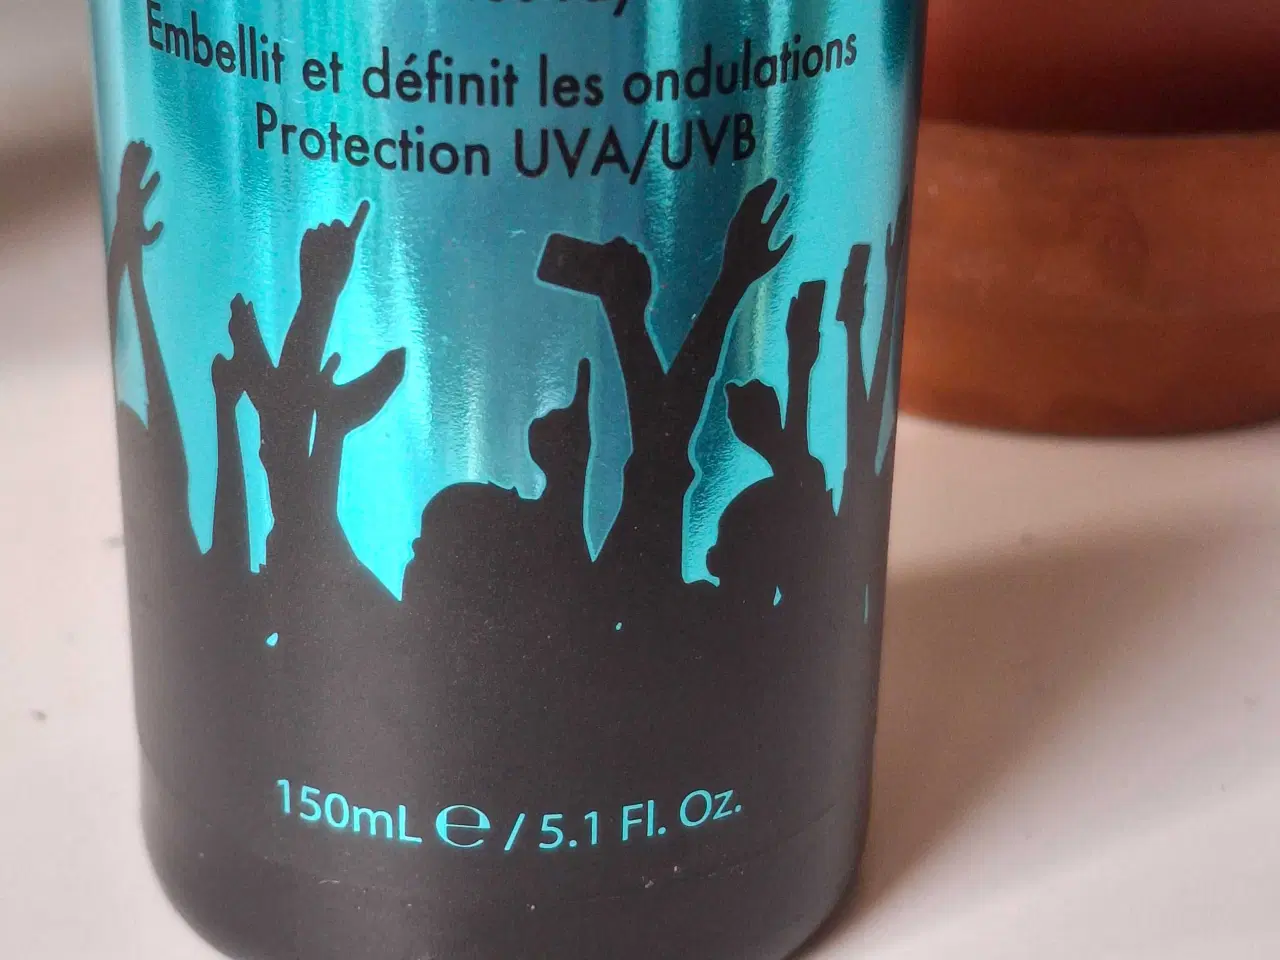 Embellit et définit les ondulations
Protection UVA/UVB
150mL ℮ / 5.1 Fl. Oz.